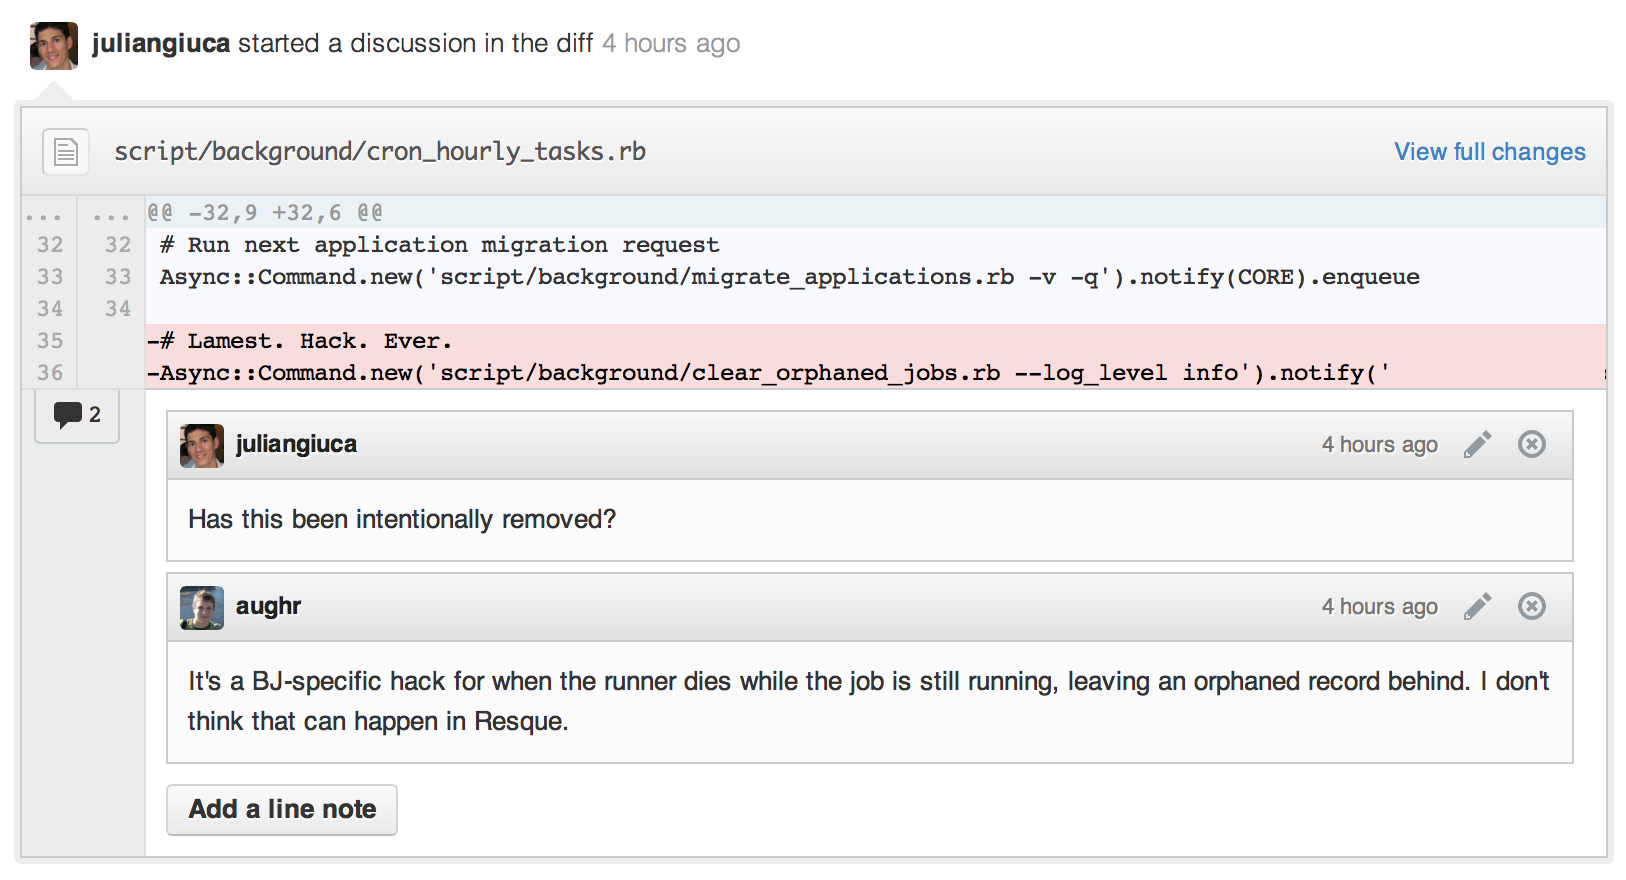 juliangiuca started a discussion in the diff 4 hours ago
script/background/cron_hourly_tasks.rb View full changes
... ... @@ -32,9 +32,6 @@
32 32 # Run next application migration request
33 33 Async::Command.new('script/background/migrate_applications.rb -v -q').notify(CORE).enqueue
34 34
35 -# Lamest. Hack. Ever.
36 -Async::Command.new('script/background/clear_orphaned_jobs.rb --log_level info').notify('
2
juliangiuca 4 hours ago
Has this been intentionally removed?
aughr 4 hours ago
It's a BJ-specific hack for when the runner dies while the job is still running, leaving an orphaned record behind. I don't
think that can happen in Resque.
Add a line note